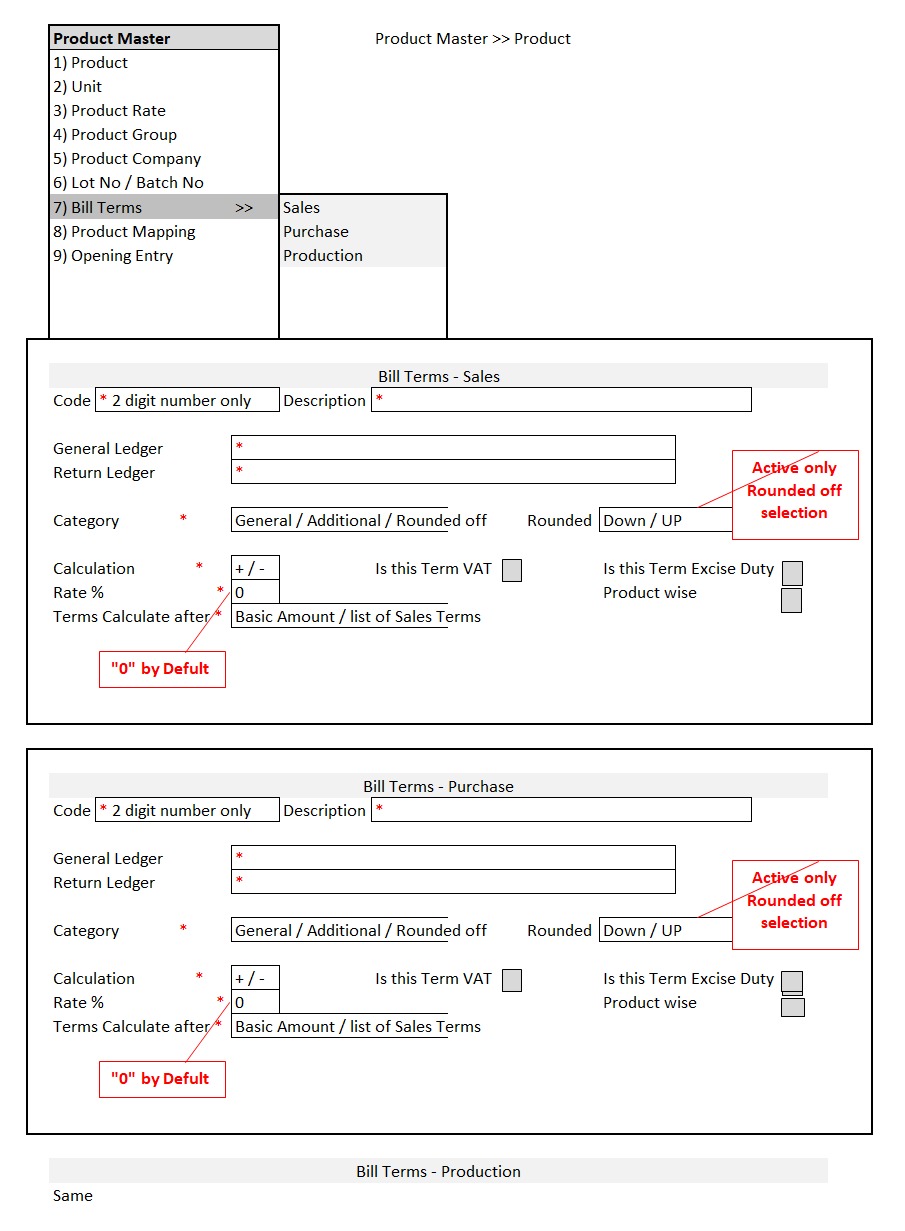 Product Master
Product Master >> Product
1) Product
2) Unit
3) Product Rate
4) Product Group
5) Product Company
6) Lot No / Batch No
7) Bill Terms >> Sales
8) Product Mapping Purchase
9) Opening Entry Production
Bill Terms - Sales
Code * 2 digit number only Description *
General Ledger *
Return Ledger *
Active only
Rounded off
selection
Category * General / Additional / Rounded off Rounded Down / UP
Calculation * + / - Is this Term VAT Is this Term Excise Duty
Rate % * 0 Product wise
Terms Calculate after * Basic Amount / list of Sales Terms
"0" by Defult
Bill Terms - Purchase
Code * 2 digit number only Description *
General Ledger *
Return Ledger *
Active only
Rounded off
selection
Category * General / Additional / Rounded off Rounded Down / UP
Calculation * + / - Is this Term VAT Is this Term Excise Duty
Rate % * 0 Product wise
Terms Calculate after * Basic Amount / list of Sales Terms
"0" by Defult
Bill Terms - Production
Same